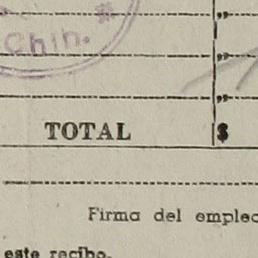 "
Chih. *
"
"
TOTAL $
Firma del emplea
este recibo.